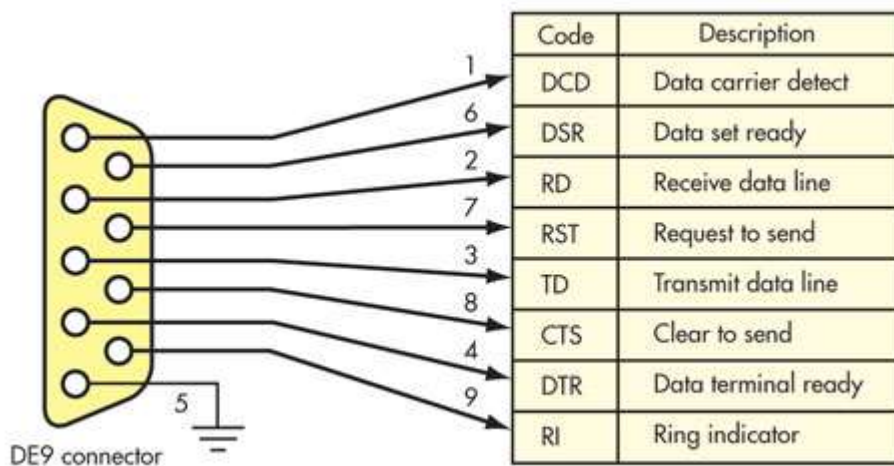 Code Description
1 DCD Data carrier detect
6 DSR Data set ready
2 RD Receive data line
7 RST Request to send
3 TD Transmit data line
8 CTS Clear to send
4 DTR Data terminal ready
9 RI Ring indicator
5
DE9 connector